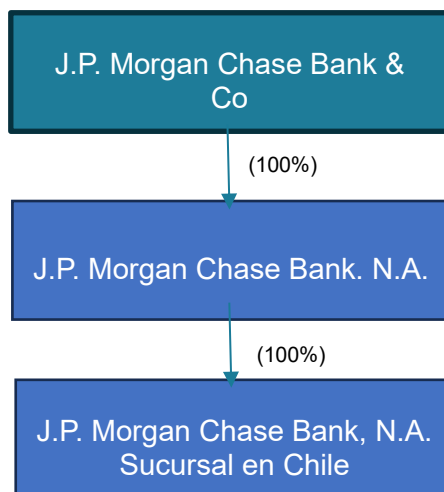 J.P. Morgan Chase Bank &
Co
(100%)
J.P. Morgan Chase Bank. N.A.
(100%)
J.P. Morgan Chase Bank, N.A.
Sucursal en Chile